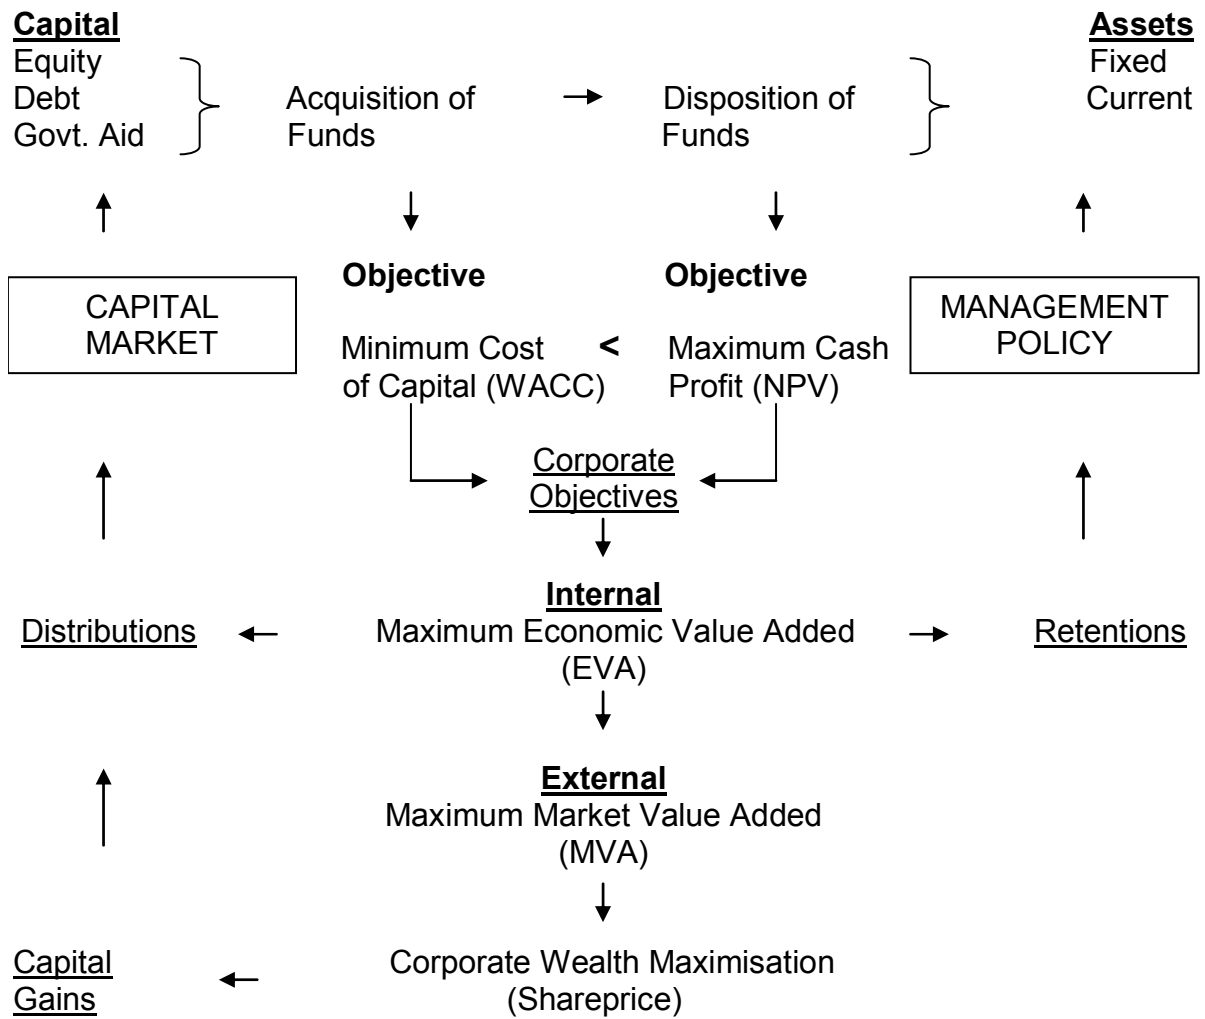 Capital
Equity
Debt
Govt. Aid
Acquisition of
Funds
Disposition of
Funds
Assets
Fixed
Current
Objective
Objective
CAPITAL
MARKET
Minimum Cost
of Capital (WACC)
<
Maximum Cash
Profit (NPV)
MANAGEMENT
POLICY
Corporate
Objectives
Internal
Distributions
Maximum Economic Value Added
(EVA)
Retentions
External
Maximum Market Value Added
(MVA)
Capital
Gains
Corporate Wealth Maximisation
(Shareprice)